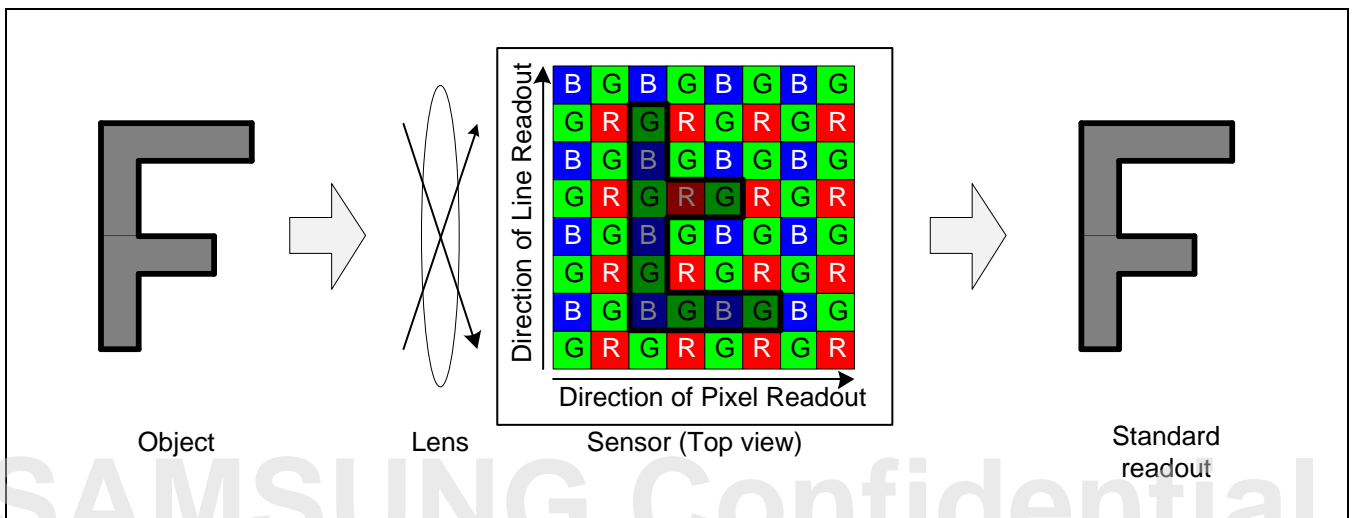 Direction of Line Readout
B G B G B G B G
G R G R G R G R
B G B G B G B G
G R G R G R G R
B G B G B G B G
G R G R G R G R
B G B G B G B G
G R G R G R G R
Direction of Pixel Readout
Object
Lens
Sensor (Top view)
Standard
readout
SAMSUNG Confidential